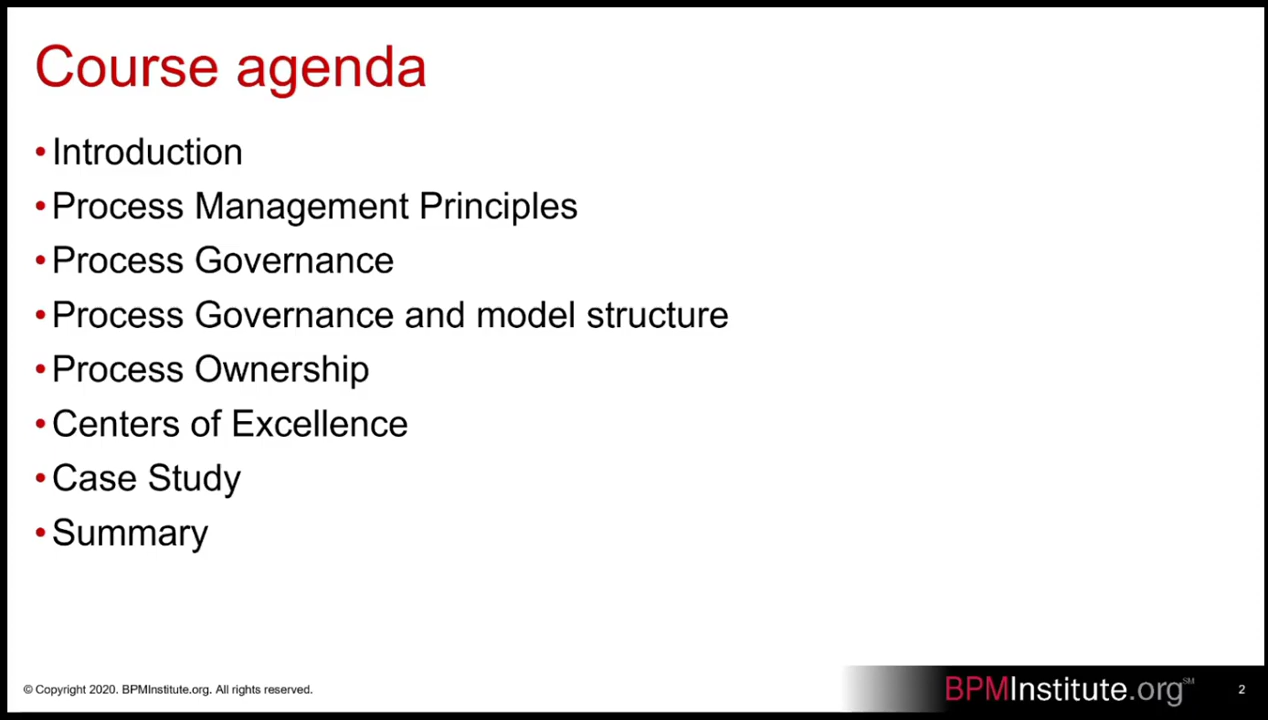 Course agenda
•Introduction
•Process Management Principles
•Process Governance
•Process Governance and model structure
•Process Ownership
•Centers of Excellence
•Case Study
•Summary
© Copyright 2020. BPMInstitute.org. All rights reserved.
BPMInstitute.org℠
2